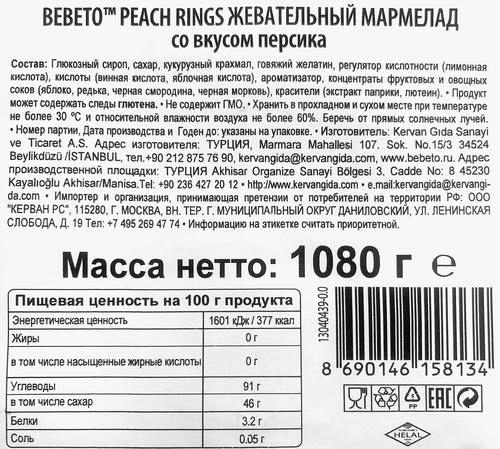 BEBETO™ PEACH RINGS ЖЕВАТЕЛЬНЫЙ МАРМЕЛАД
со вкусом персика
Состав: Глюкозный сироп, сахар, кукурузный крахмал, говяжий желатин, регулятор кислотности (лимонная
кислота), кислоты (винная кислота, яблочная кислота), ароматизатор, концентраты фруктовых и овощных
соков (яблоко, редька, черная смородина, черная морковь), красители (экстракт паприки, лютеин). • Продукт
может содержать следы глютена. • Не содержит ГМО. • Хранить в прохладном и сухом месте при температуре
не более 30 ºС и относительной влажности воздуха не более 60%. Беречь от прямых солнечных лучей.
• Номер партии, Дата производства и Годен до: указаны на упаковке. • Изготовитель: Kervan Gıda Sanayi
ve Ticaret A.S. Адрес изготовителя: ТУРЦИЯ, Marmara Mahallesi 107. Sok. No.15/3 34524
Beylikdüzü /İSTANBUL, тел.+90 212 875 76 90, kervan@kervangida.com • www.bebeto.com. Адрес
производственной площадки: ТУРЦИЯ Akhisar Organize Sanayi Bölgesi 3. Cadde No: 8 45230
Kayalıoğlu Akhisar/Manisa.Tel: +90 236 427 20 12 • http://www.kervangida.com • e.mail:kervan@kervangi-
da.com • Импортер и организация, принимающая претензии от потребителей на территории РФ: ООО
"КЕРВАН РС", 115280, Г. МОСКВА, ВН. ТЕР. Г. МУНИЦИПАЛЬНЫЙ ОКРУГ ДАНИЛОВСКИЙ, УЛ. ЛЕНИНСКАЯ
СЛОБОДА, Д. 19 Тел: +7 495 269 47 74 • Информацию на этикетке считать приоритетной.
Масса нетто: 1080 г e
Пищевая ценность на 100 г продукта
Энергетическая ценность 1601 кДж / 377 ккал
Жиры 0 г
в том числе насыщенные жирные кислоты 0 г
Углеводы 91 г
в том числе сахар 46 г
Белки 3.2 г
Соль 0.05 г
13040439-0.0
8 690146 158134
5
PP
EAC
HELAL